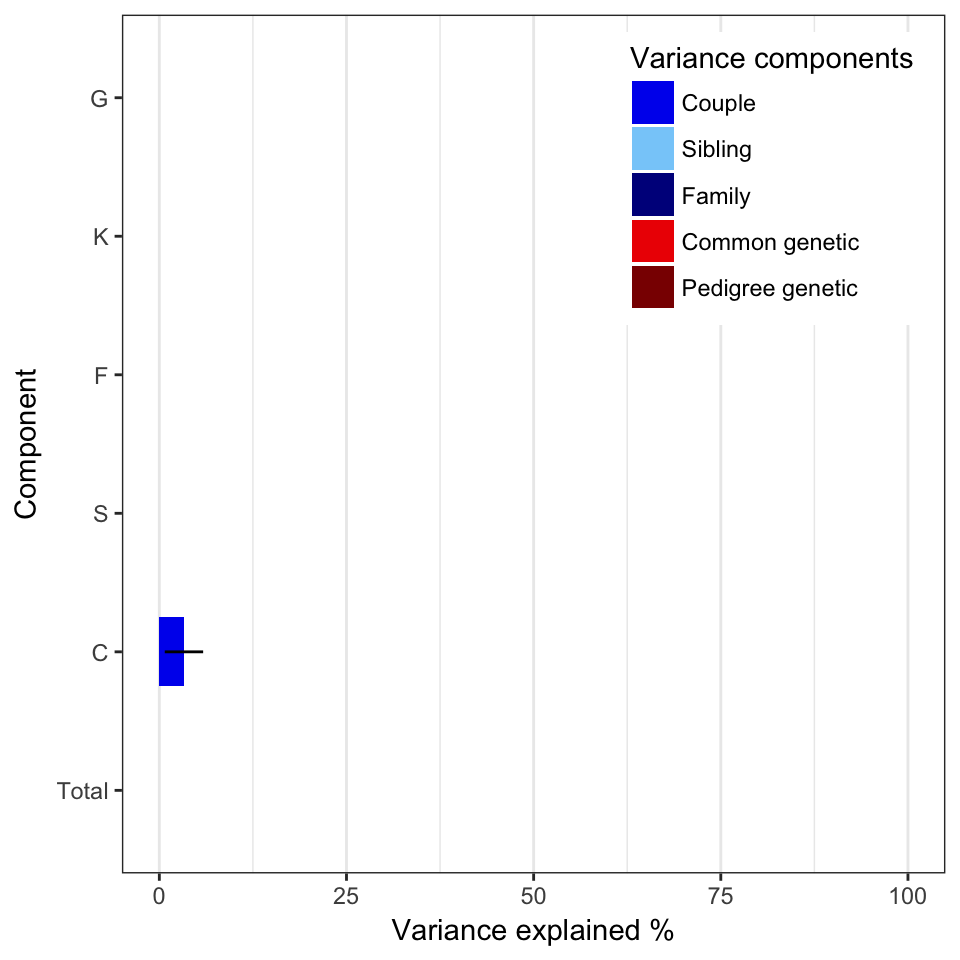 Variance components
Couple
Sibling
Family
Common genetic
Pedigree genetic
G
K
F
S
C
Total
Component
0 25 50 75 100
Variance explained %